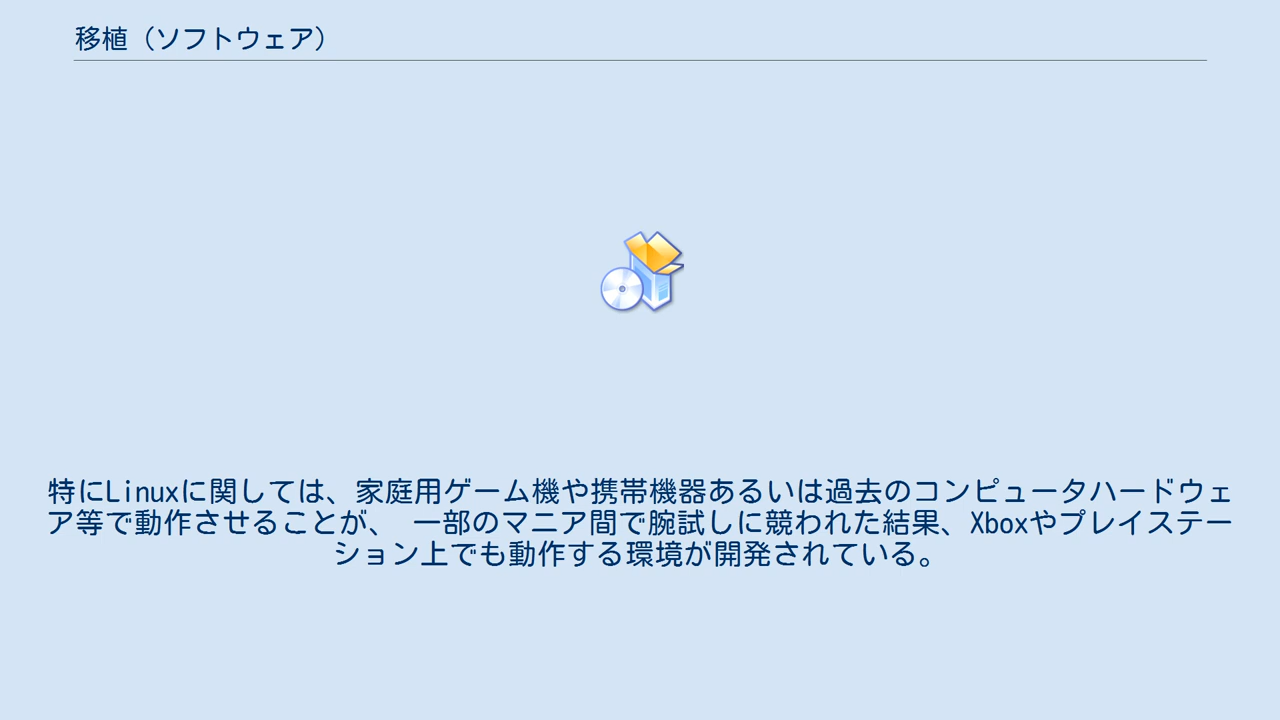 移植（ソフトウェア）
特にLinuxに関しては、家庭用ゲーム機や携帯機器あるいは過去のコンピュータハードウェ
ア等で動作させることが、 一部のマニア間で腕試しに競われた結果、Xboxやプレイステー
ション上でも動作する環境が開発されている。